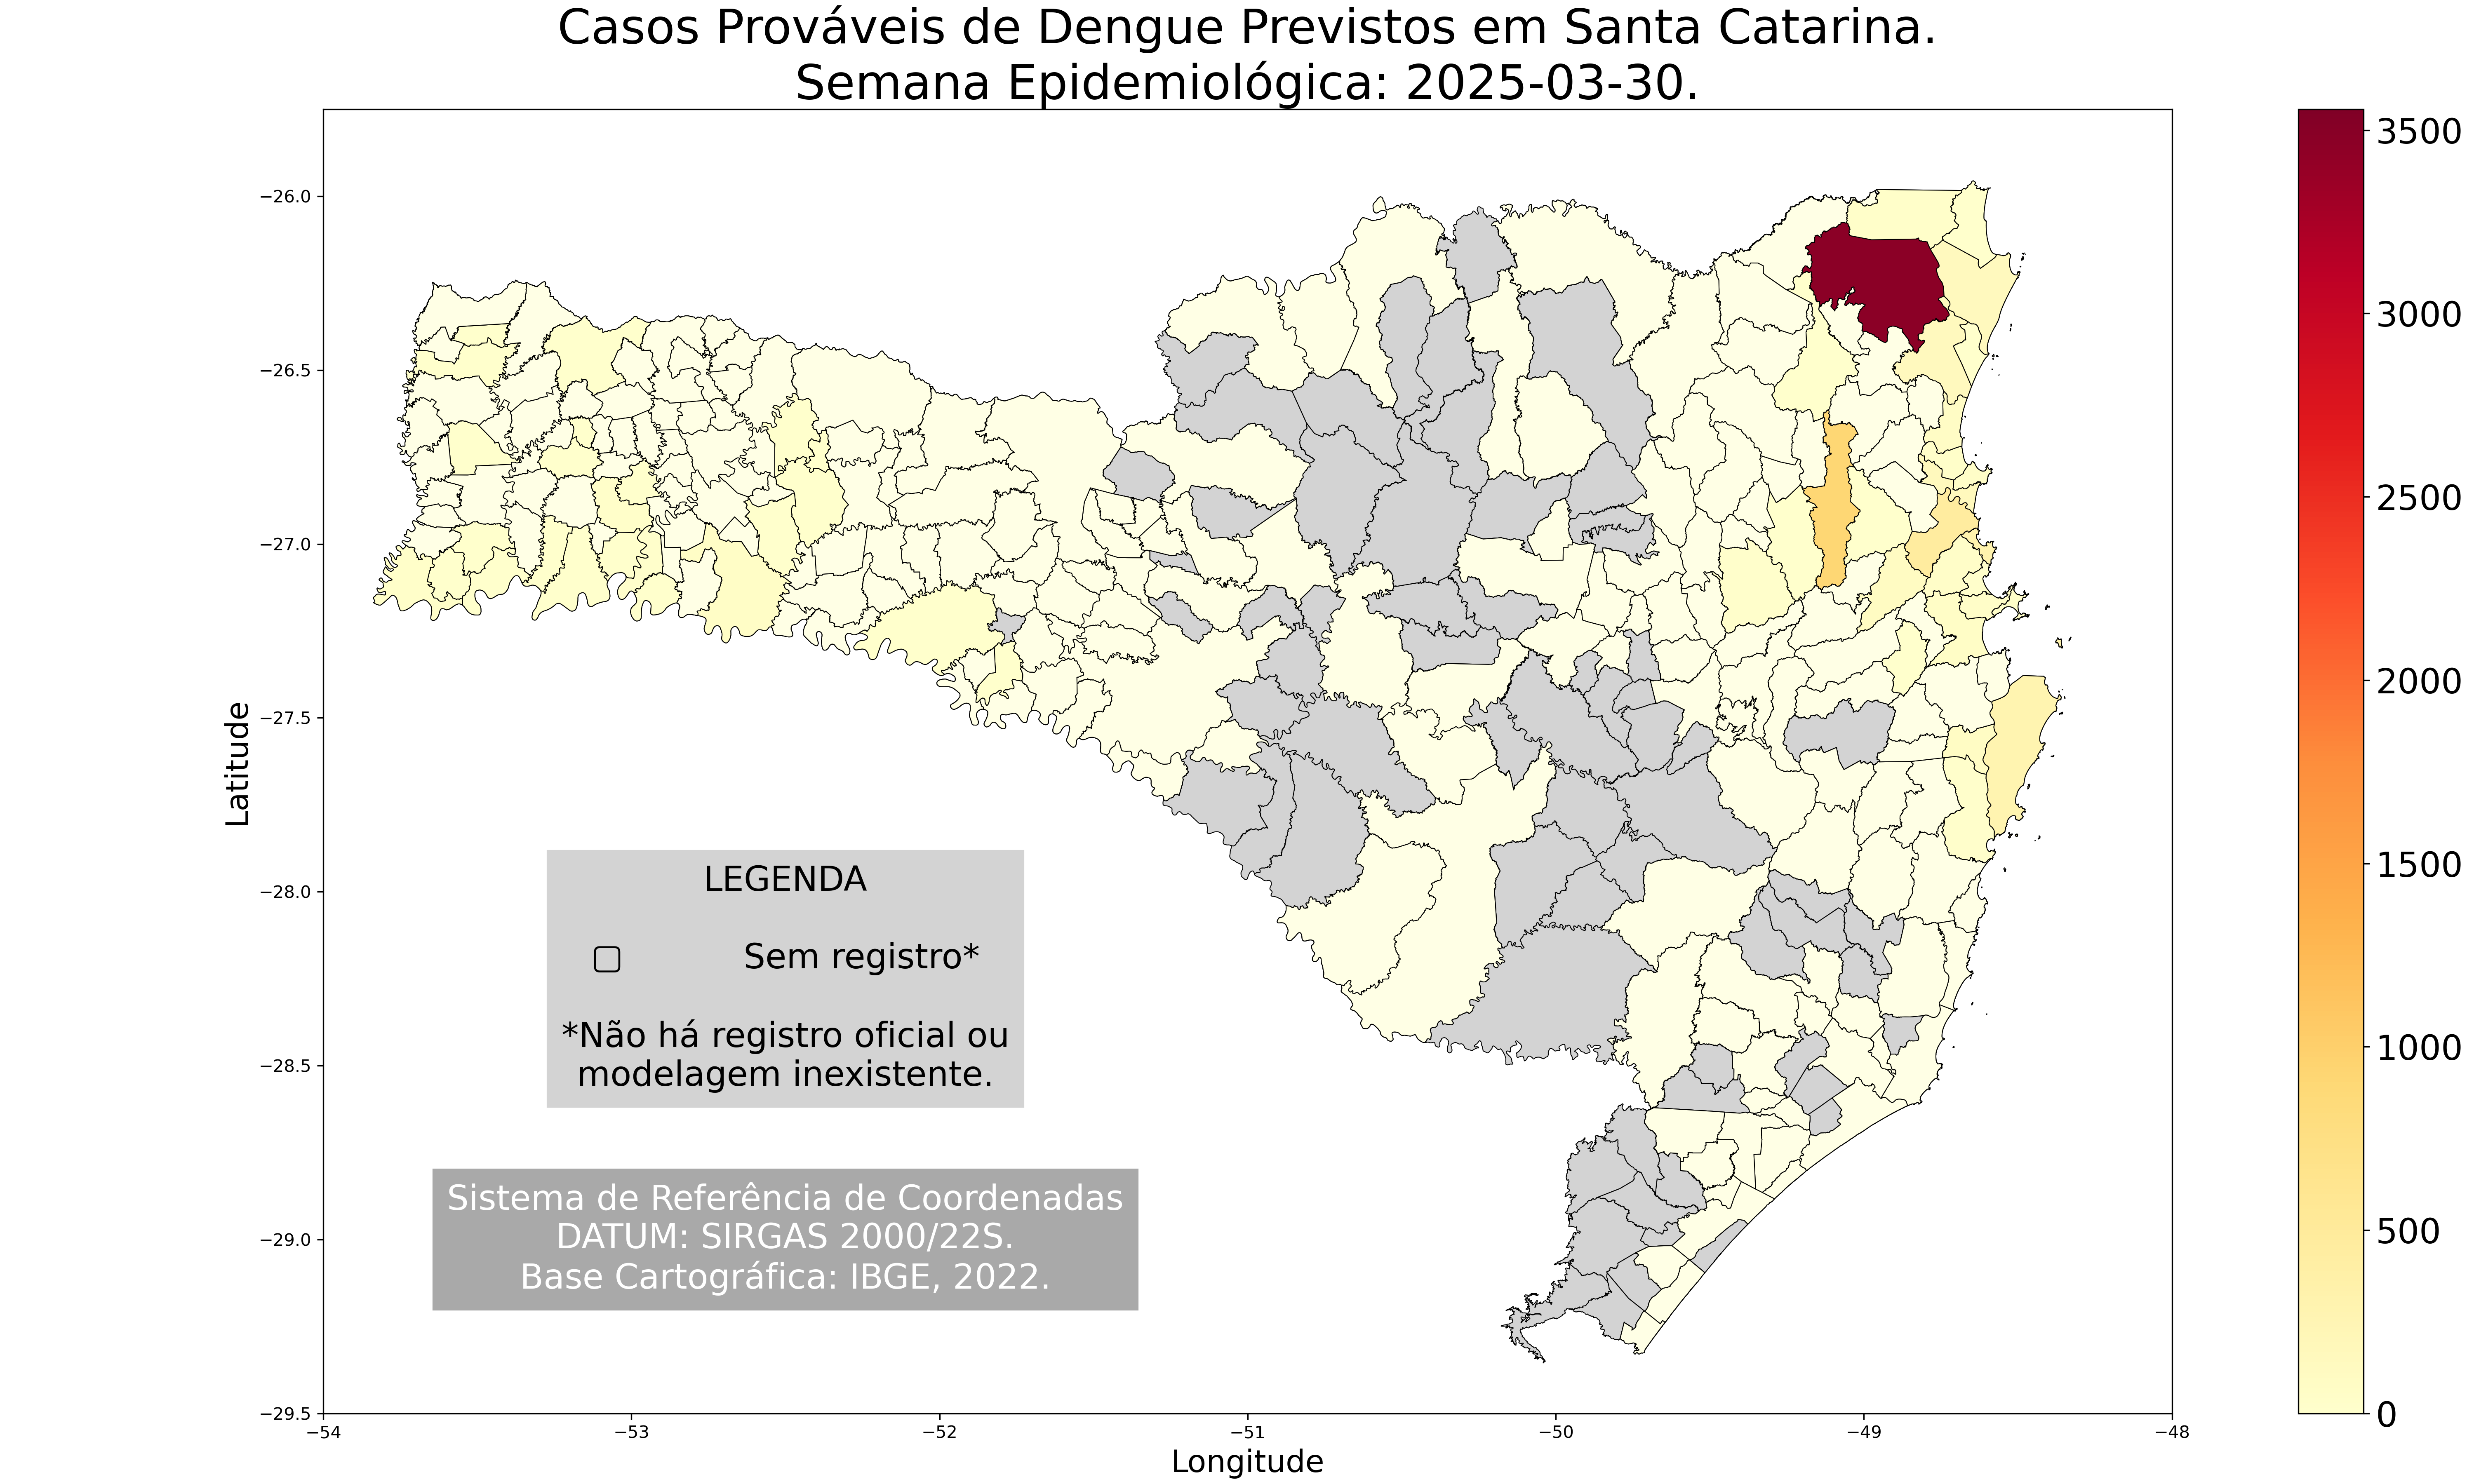 Casos Prováveis de Dengue Previstos em Santa Catarina.
Semana Epidemiológica: 2025-03-30.
3500
3000
2500
2000
1500
1000
500
0
−26.0
−26.5
−27.0
−27.5
−28.0
−28.5
−29.0
−29.5
Latitude
LEGENDA
Sem registro*
*Não há registro oficial ou
modelagem inexistente.
Sistema de Referência de Coordenadas
DATUM: SIRGAS 2000/22S.
Base Cartográfica: IBGE, 2022.
−54 −53 −52 −51 −50 −49 −48
Longitude